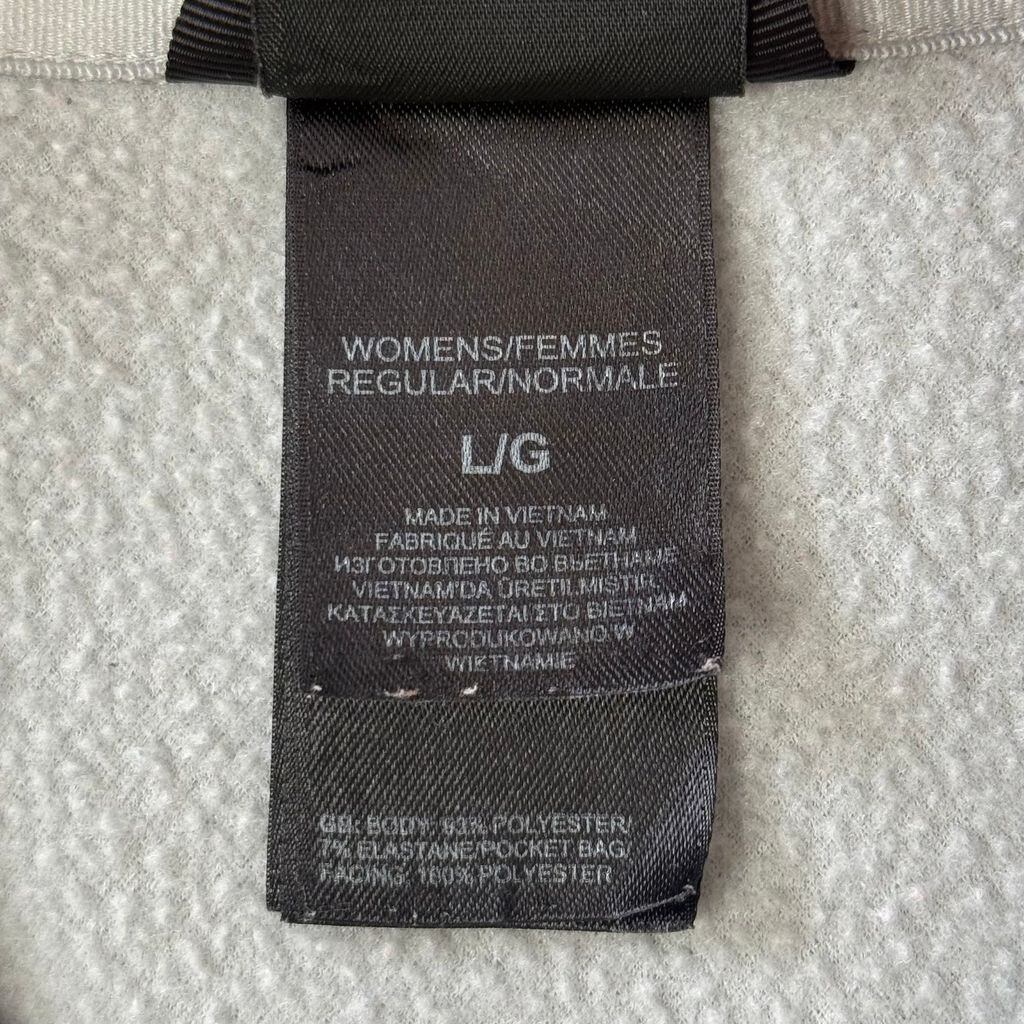 WOMENS/FEMMES
REGULAR/NORMALE
L/G
MADE IN VIETNAM
FABRIQUÉ AU VIETNAM
ИЗГОТОВЛЕНО ВО ВЬЕТНАМЕ
VIETNAM'DA ÜRETILMIŞTIR
ΚΑΤΑΣΚΕΥΑΖΕΤΑΙ ΣΤΟ ΒΙΕΤΝΑΜ
WYPRODUKOWANO W
WIETNAMIE
GB: BODY: 93% POLYESTER/
7% ELASTANE/POCKET BAG/
FACING: 100% POLYESTER